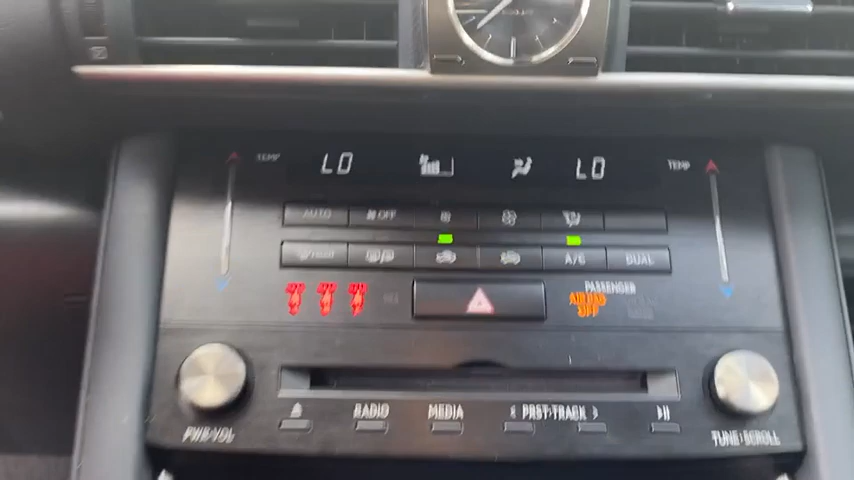 TEMP LO LO TEMP
AUTO OFF
A/C DUAL
PASSENGER
AIRBAG
OFF
RADIO MEDIA < PRST·TRACK >
PWR·VOL TUNE·SCROLL